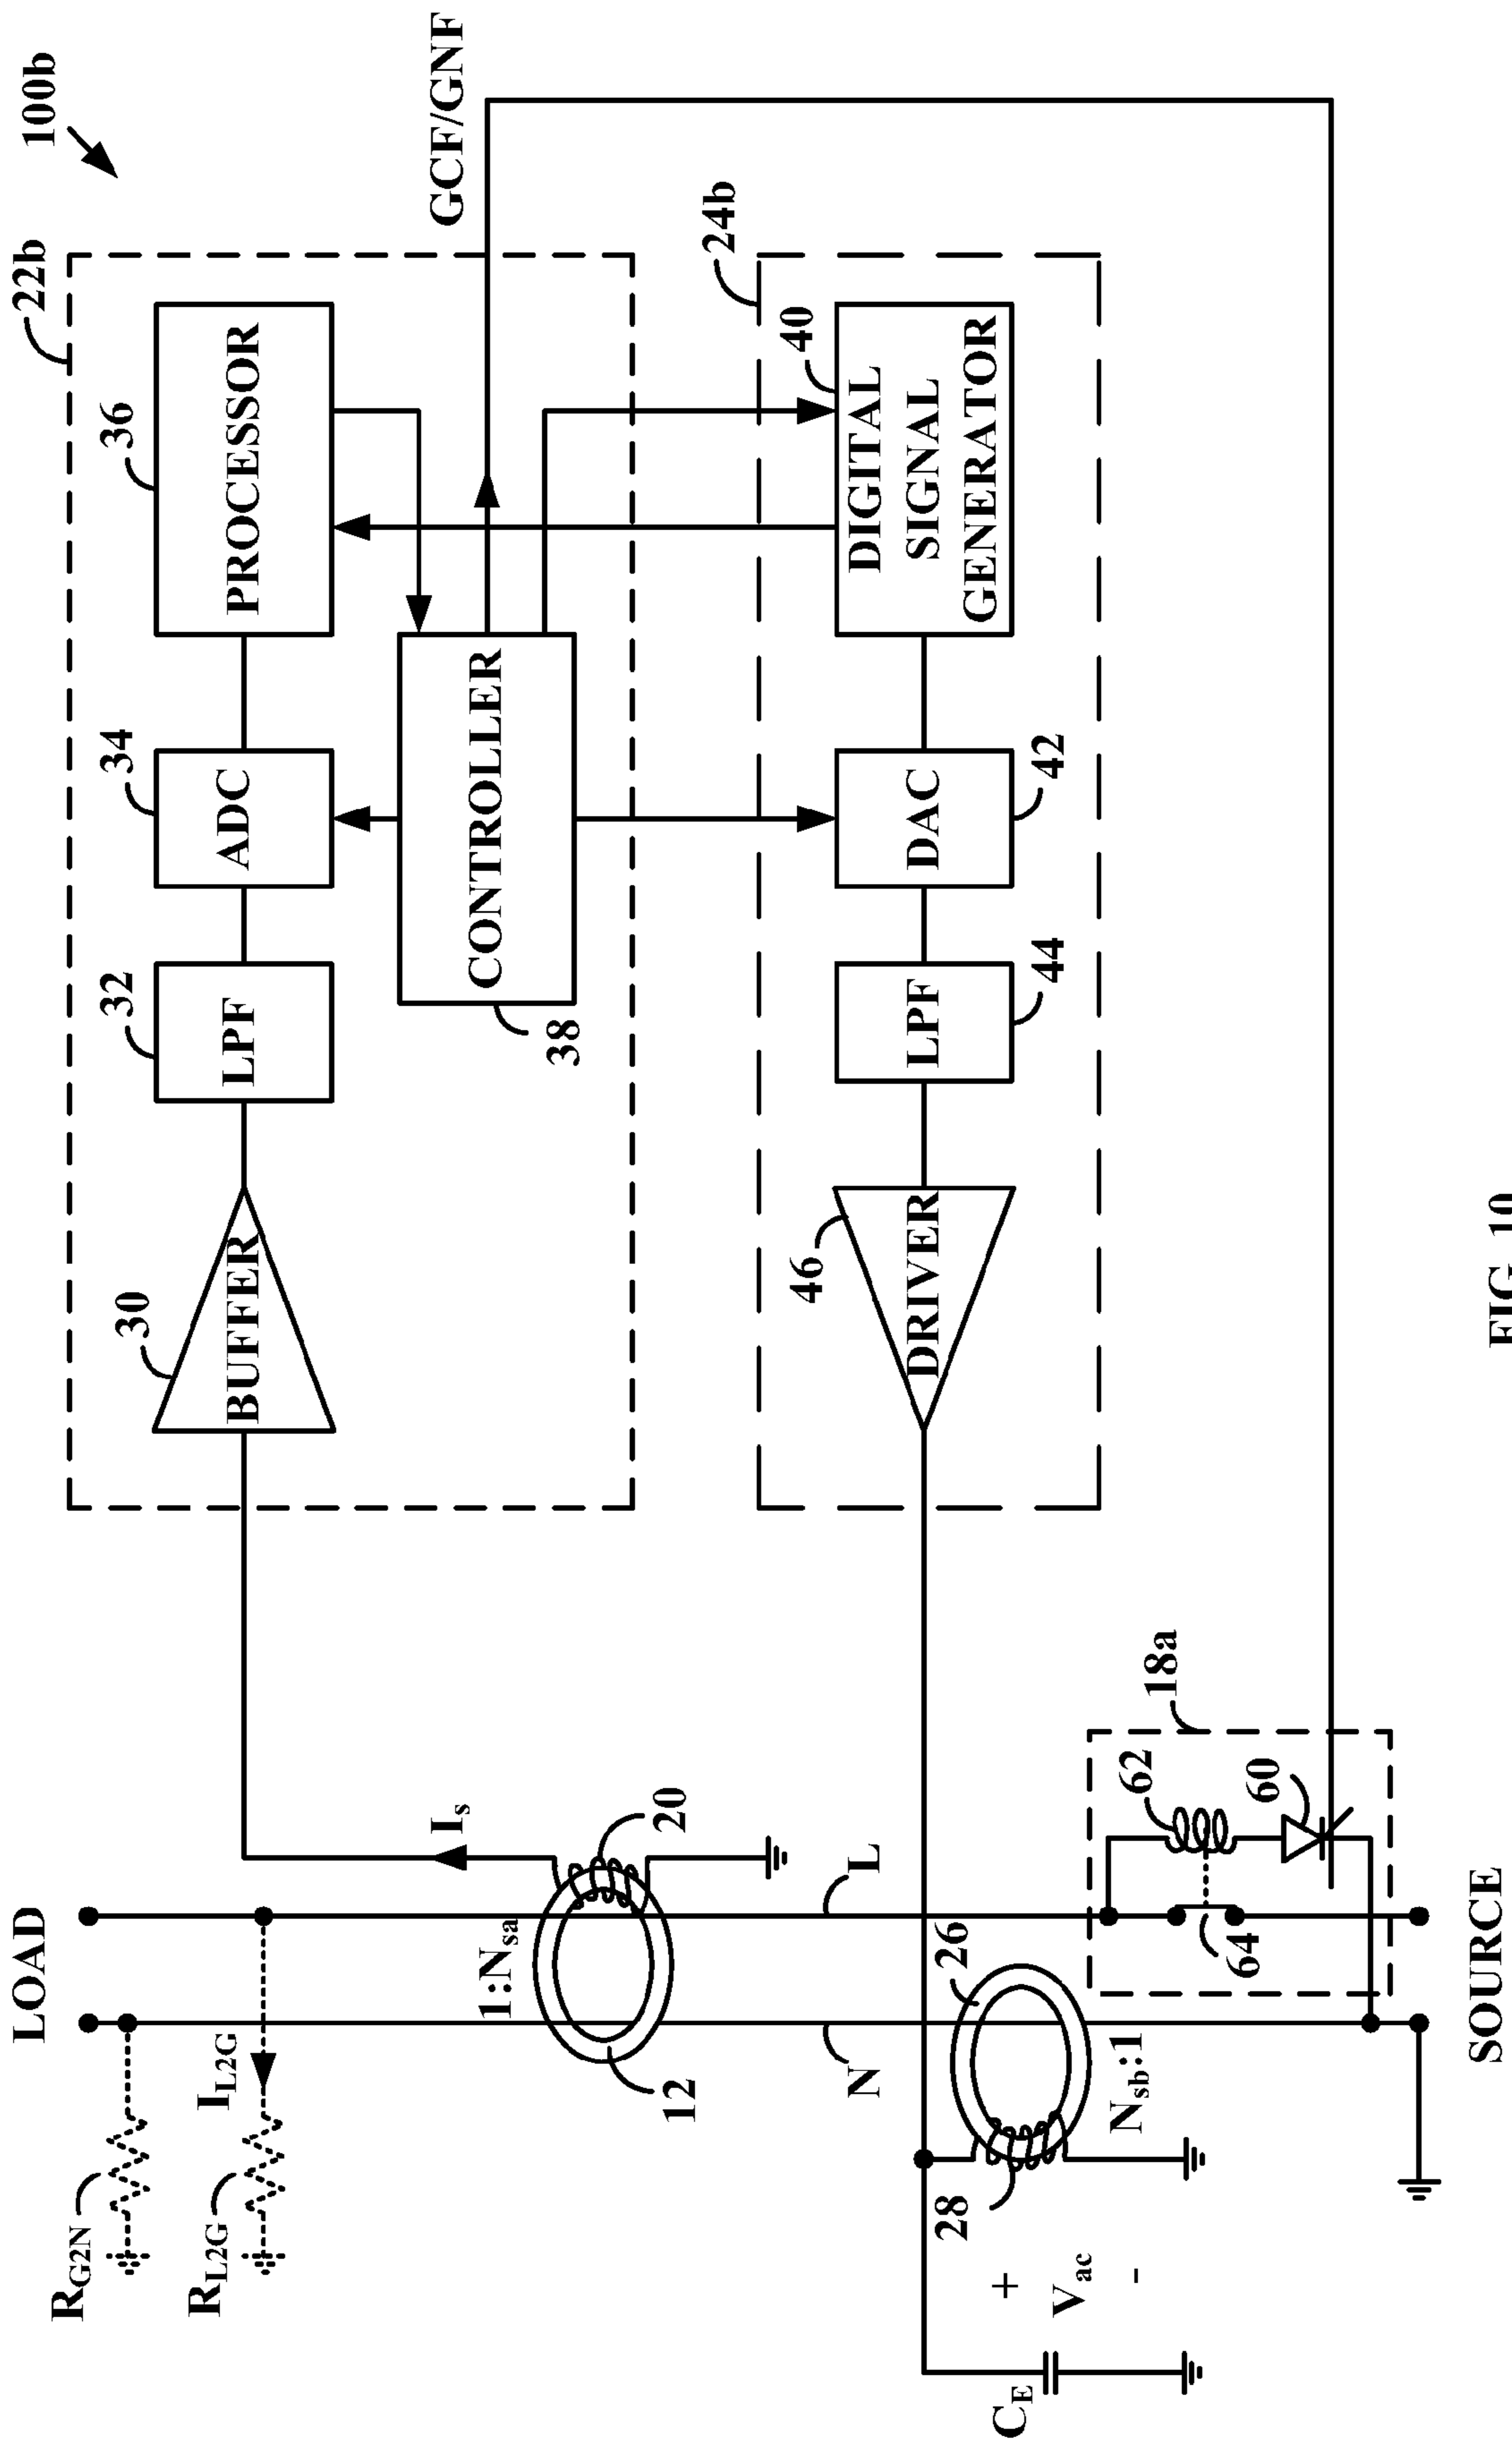 LOAD
22b
100b
R_G2N
30
32
34
36
BUFFER
LPF
ADC
PROCESSOR
R_L2G
I_L2G
I_s
GCF/GNF
1:N_sa
CONTROLLER
12
20
38
24b
N
L
46
40
28
26
DRIVER
LPF
DAC
DIGITAL
SIGNAL
GENERATOR
C_E
+
V_ac
-
44
42
N_sb:1
62
18a
64
60
SOURCE
FIG 10